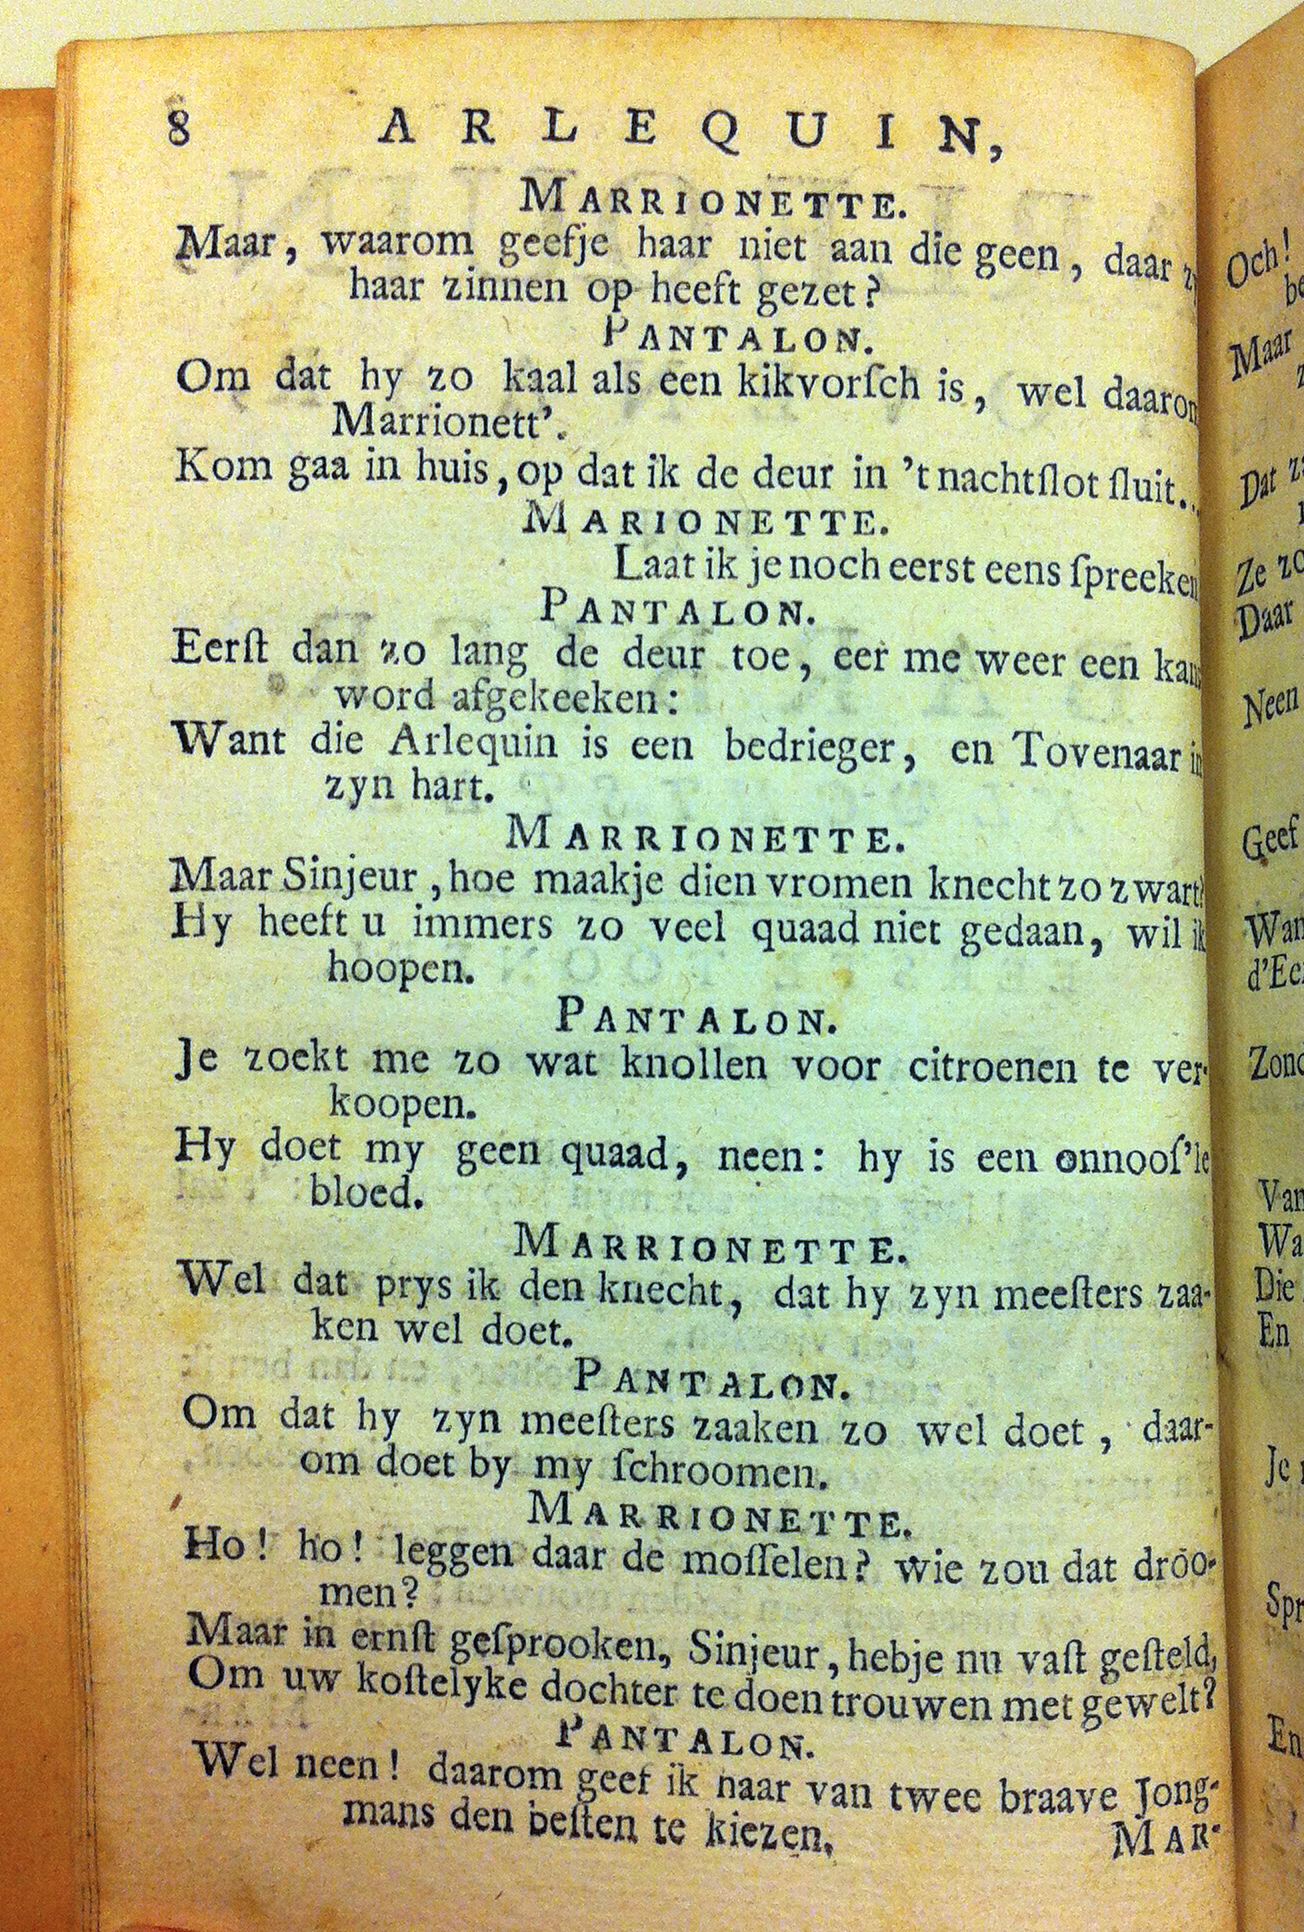 8 ARLEQUIN,
MARRIONETTE.
Maar, waarom geefje haar niet aan die geen, daar
haar zinnen op heeft gezet?
PANTALON.
Om dat hy zo kaal als een kikvorſch is, wel daarom
Marrionett’.
Kom gaa in huis, op dat ik de deur in ’t nachtſlot ſluit...
MARIONETTE.
Laat ik je noch eerst eens ſpreeken
PANTALON.
Eerſt dan zo lang de deur toe, eer me weer een kans
word afgekeeken:
Want die Arlequin is een bedrieger, en Tovenaar in
zyn hart.
MARRIONETTE.
Maar Sinjeur, hoe maakje dien vromen knecht zo zwart?
Hy heeft u immers zo veel quaad niet gedaan, wil ik
hoopen.
PANTALON.
Je zoekt me zo wat knollen voor citroenen te ver-
koopen.
Hy doet my geen quaad, neen: hy is een onnooſ’le
bloed.
MARRIONETTE.
Wel dat prys ik den knecht, dat hy zyn meeſters zaa-
ken wel doet.
PANTALON.
Om dat hy zyn meeſters zaaken zo wel doet, daar-
om doet by my ſchroomen.
MARRIONETTE.
Ho! ho! leggen daar de moſſelen? wie zou dat droo-
men?
Maar in ernſt geſprooken, Sinjeur, hebje nu vaſt geſteld,
Om uw koſtelyke dochter te doen trouwen met gewelt?
PANTALON.
Wel neen! daarom geef ik haar van twee braave Jong-
mans den beſten te kiezen.
MAR-
Och!
Maar
Dat
Ze
Daar
Neen
Geef
Je
En